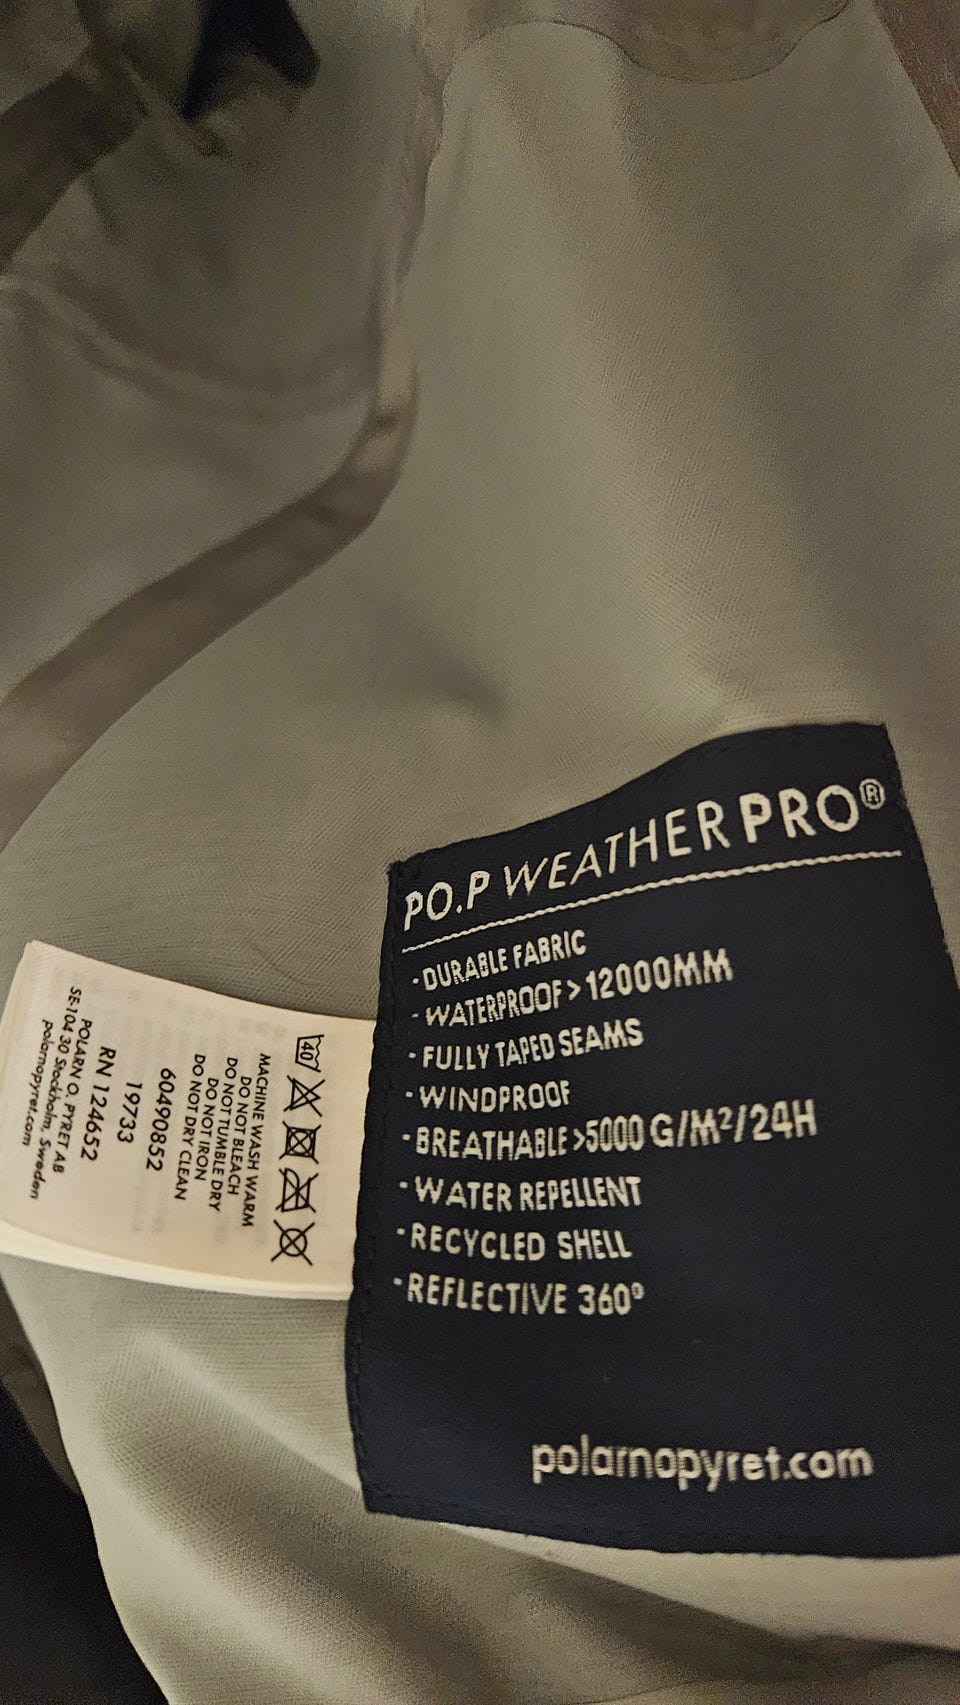 PO.P WEATHERPRO®
·DURABLE FABRIC
·WATERPROOF>12000MM
·FULLY TAPED SEAMS
·WINDPROOF
·BREATHABLE>5000 G/M²/24H
·WATER REPELLENT
·RECYCLED SHELL
·REFLECTIVE 360°
polarnopyret.com
40
MACHINE WASH WARM
DO NOT BLEACH
DO NOT TUMBLE DRY
DO NOT IRON
DO NOT DRY CLEAN
60490852
19733
RN 124652
POLARN O. PYRET AB
SE-104 30 Stockholm, Sweden
polarnopyret.com